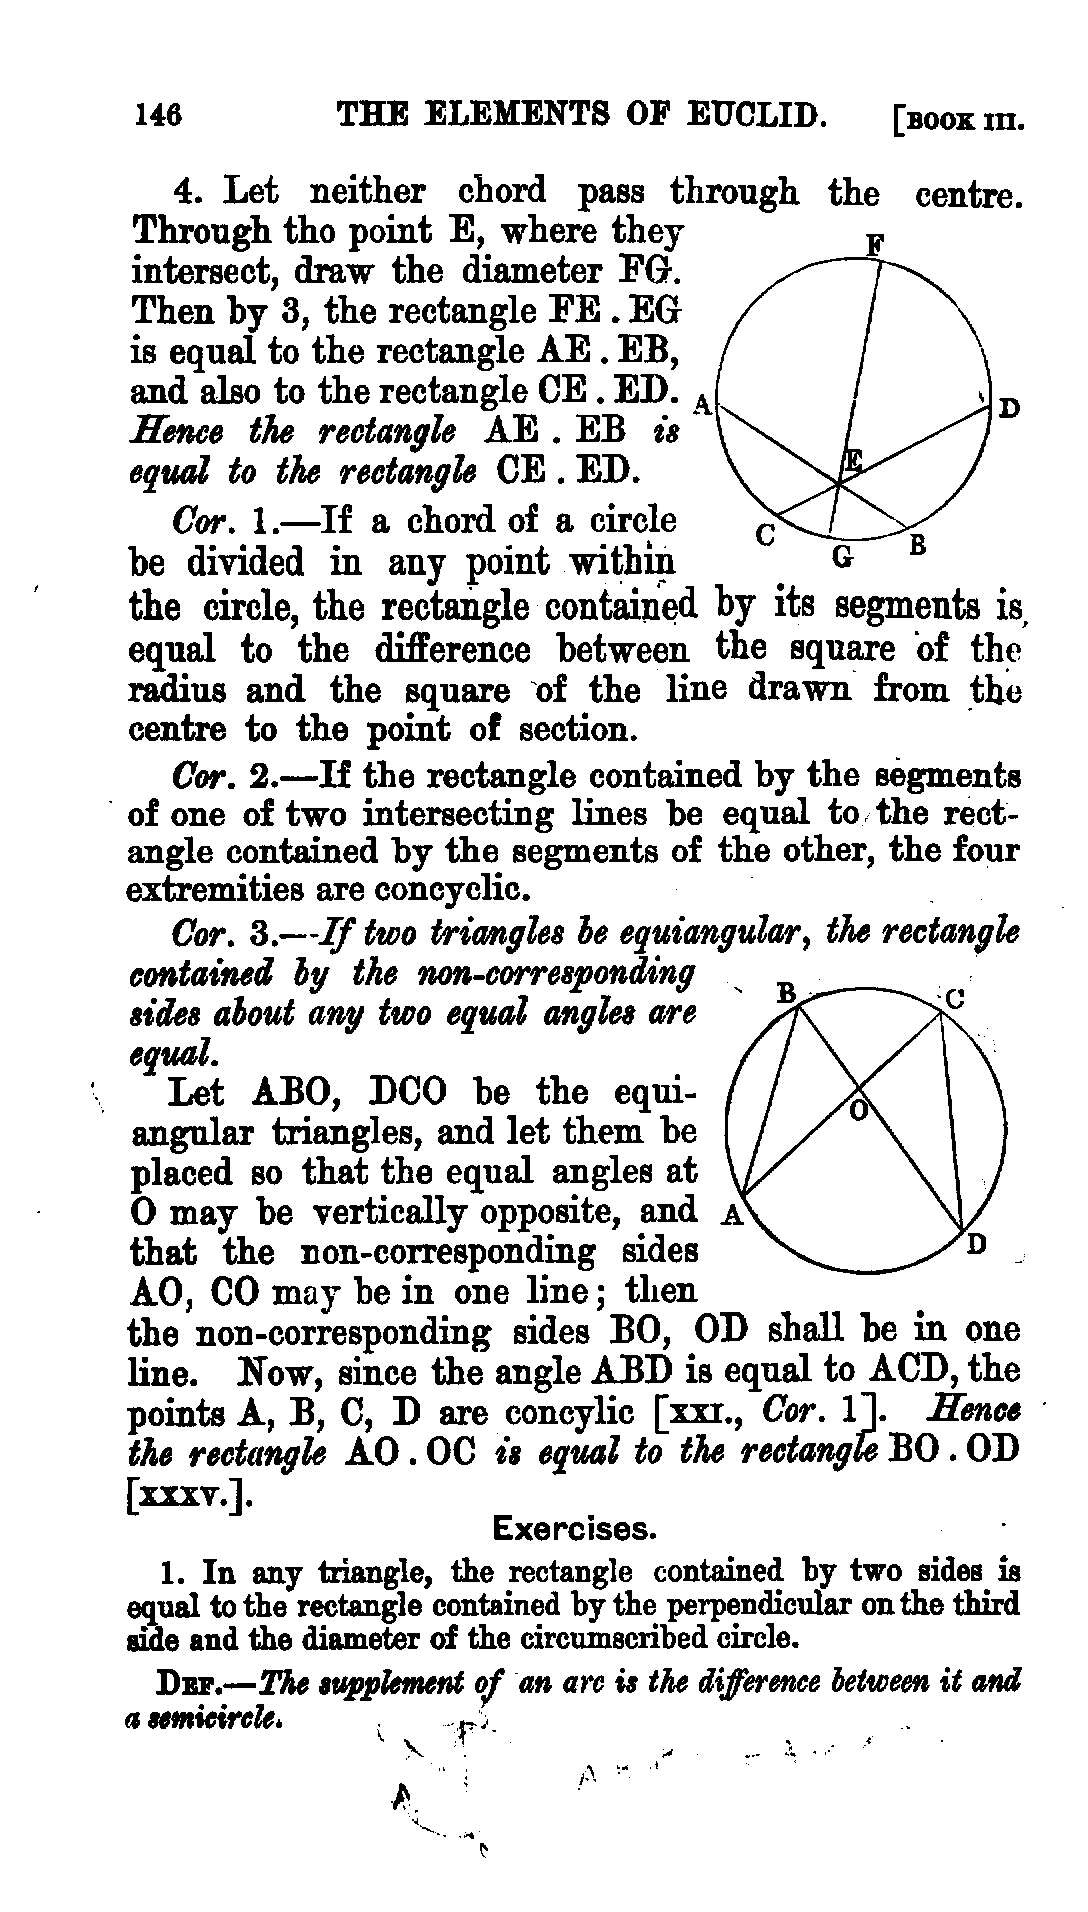 146 THE ELEMENTS OF EUCLID. [BOOK III.
4. Let neither chord pass through the centre.
Through tho point E, where they
intersect, draw the diameter FG.
Then by 3, the rectangle FE . EG
is equal to the rectangle AE . EB,
and also to the rectangle CE . ED.
Hence the rectangle AE . EB is
equal to the rectangle CE . ED.
F
A
D
E
C
G
B
Cor. 1.—If a chord of a circle
be divided in any point within
the circle, the rectangle contained by its segments is
equal to the difference between the square of the
radius and the square of the line drawn from the
centre to the point of section.
Cor. 2.—If the rectangle contained by the segments
of one of two intersecting lines be equal to the rect-
angle contained by the segments of the other, the four
extremities are concyclic.
Cor. 3.—If two triangles be equiangular, the rectangle
contained by the non-corresponding
sides about any two equal angles are
equal.
Let ABO, DCO be the equi-
angular triangles, and let them be
placed so that the equal angles at
O may be vertically opposite, and
that the non-corresponding sides
AO, CO may be in one line; then
B
C
O
A
D
the non-corresponding sides BO, OD shall be in one
line. Now, since the angle ABD is equal to ACD, the
points A, B, C, D are concylic [XXI., Cor. 1]. Hence
the rectangle AO . OC is equal to the rectangle BO . OD
[XXXV.].
Exercises.
1. In any triangle, the rectangle contained by two sides is
equal to the rectangle contained by the perpendicular on the third
side and the diameter of the circumscribed circle.
DEF.—The supplement of an arc is the difference between it and
a semicircle.
A